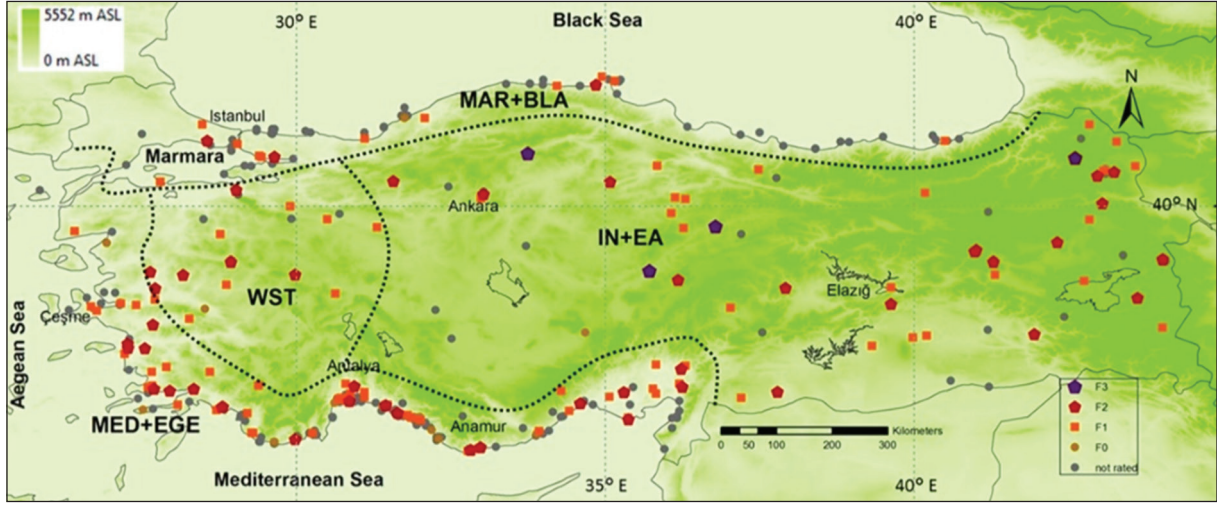 5552 m ASL
0 m ASL
30° E
Black Sea
40° E
N
Istanbul
MAR+BLA
Marmara
Ankara
40° N
IN+EA
WST
Elazığ
Çeşme
Aegean Sea
Antalya
MED+EGE
Anamur
Mediterranean Sea
35° E
40° E
0 50 100 200 300 Kilometers
F3
F2
F1
F0
not rated